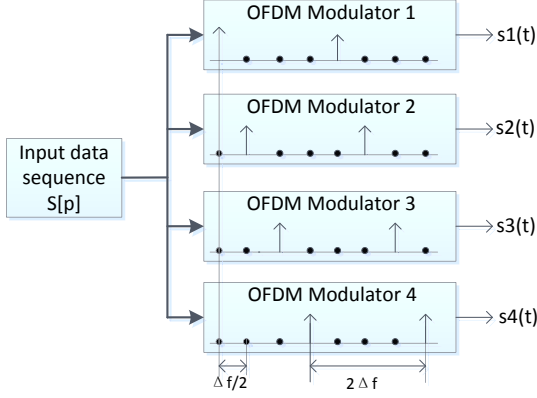 OFDM Modulator 1
s1(t)
OFDM Modulator 2
s2(t)
Input data
sequence
S[p]
OFDM Modulator 3
s3(t)
OFDM Modulator 4
s4(t)
Δ f/2
2 Δ f